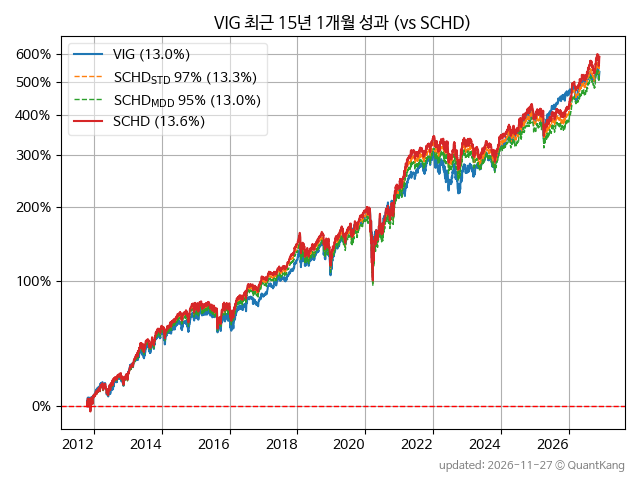 VIG 최근 15년 1개월 성과 (vs SCHD)
VIG (13.0%)
SCHD_STD 97% (13.3%)
SCHD_MDD 95% (13.0%)
SCHD (13.6%)
600%
500%
400%
300%
200%
100%
0%
2012 2014 2016 2018 2020 2022 2024 2026
updated: 2026-11-27 © QuantKang